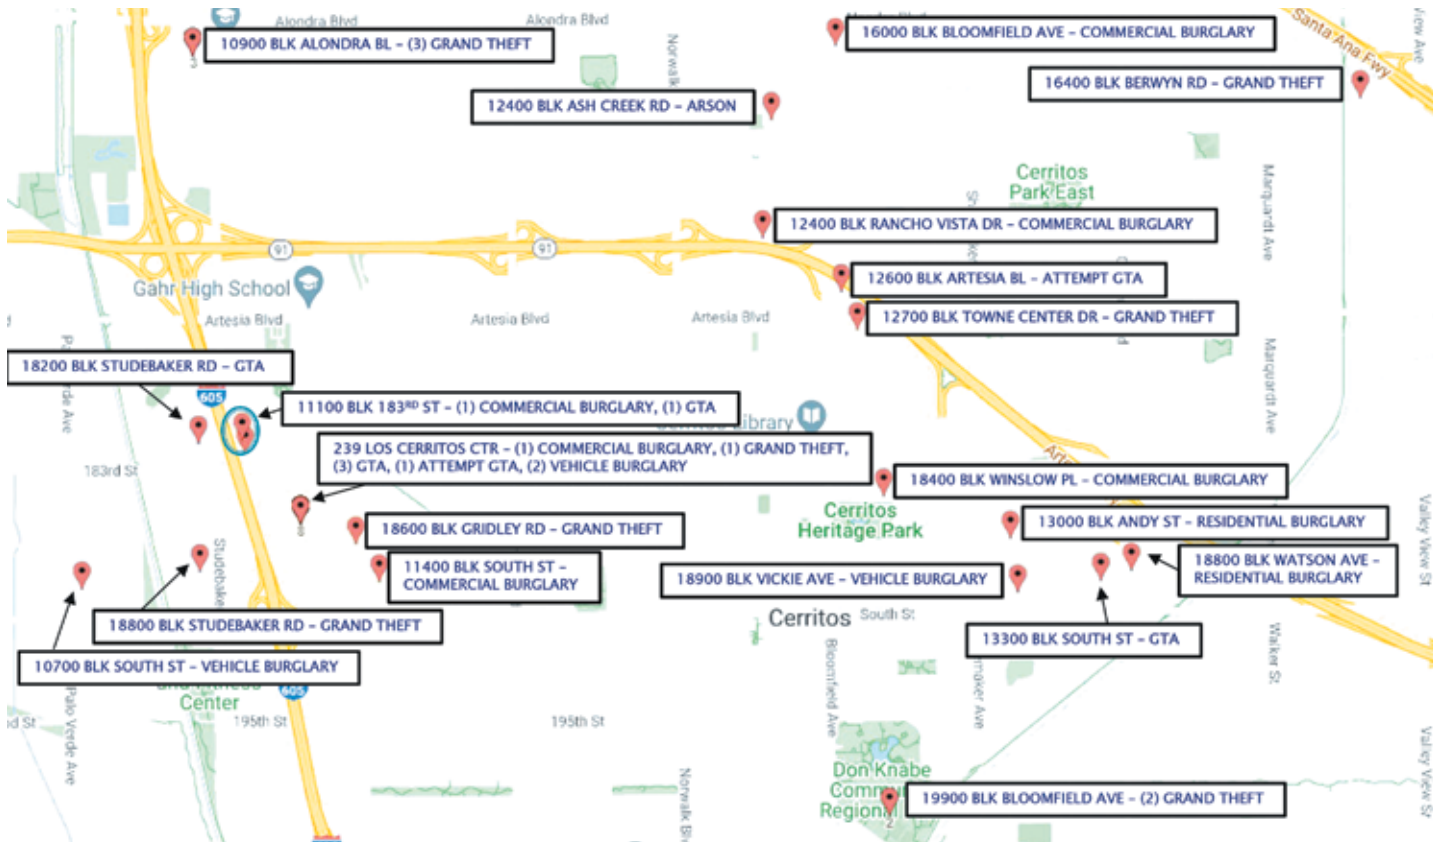 Alondra Blvd
Alondra Blvd
10900 BLK ALONDRA BL – (3) GRAND THEFT
16000 BLK BLOOMFIELD AVE – COMMERCIAL BURGLARY
Santa Ana Fwy
View Ave
Norwalk
16400 BLK BERWYN RD – GRAND THEFT
12400 BLK ASH CREEK RD – ARSON
Cerritos
Park East
Marquardt Ave
12400 BLK RANCHO VISTA DR – COMMERCIAL BURGLARY
91
91
Gahr High School
12600 BLK ARTESIA BL – ATTEMPT GTA
Artesia Blvd
Artesia Blvd
Artesia Blvd
12700 BLK TOWNE CENTER DR – GRAND THEFT
18200 BLK STUDEBAKER RD – GTA
Marquardt Ave
605
11100 BLK 183RD ST – (1) COMMERCIAL BURGLARY, (1) GTA
Library
239 LOS CERRITOS CTR – (1) COMMERCIAL BURGLARY, (1) GRAND THEFT,
(3) GTA, (1) ATTEMPT GTA, (2) VEHICLE BURGLARY
183rd St
18400 BLK WINSLOW PL – COMMERCIAL BURGLARY
Cerritos
Heritage Park
13000 BLK ANDY ST – RESIDENTIAL BURGLARY
18600 BLK GRIDLEY RD – GRAND THEFT
Valley View St
Studebaker
11400 BLK SOUTH ST –
COMMERCIAL BURGLARY
18900 BLK VICKIE AVE – VEHICLE BURGLARY
18800 BLK WATSON AVE –
RESIDENTIAL BURGLARY
18800 BLK STUDEBAKER RD – GRAND THEFT
Cerritos
South St
13300 BLK SOUTH ST – GTA
Walker St
10700 BLK SOUTH ST – VEHICLE BURGLARY
Center
605
Bloomfield Ave
195th St
195th St
Palo Verde Ave
Valley View St
Don Knabe
Regional
Norwalk
19900 BLK BLOOMFIELD AVE – (2) GRAND THEFT
2